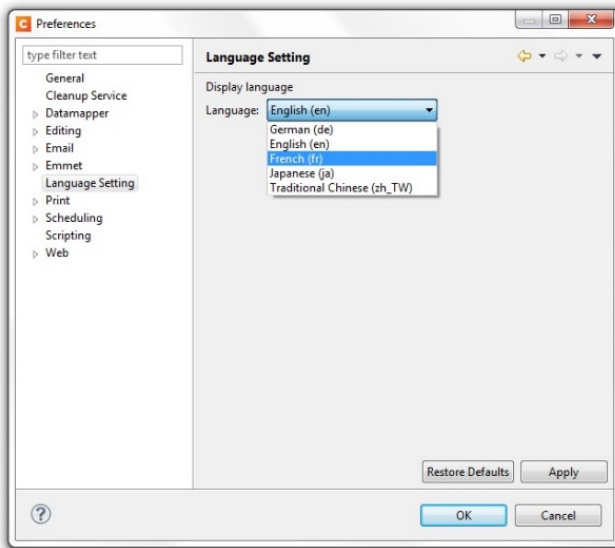 C Preferences
type filter text
General
Cleanup Service
Datamapper
Editing
Email
Emmet
Language Setting
Print
Scheduling
Scripting
Web
Language Setting
Display language
Language: English (en)
German (de)
English (en)
French (fr)
Japanese (ja)
Traditional Chinese (zh_TW)
Restore Defaults Apply
? OK Cancel